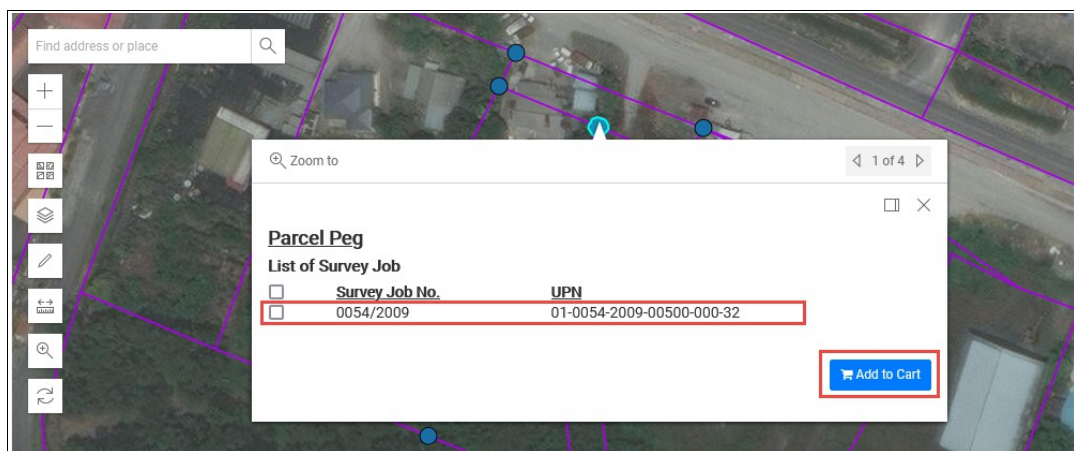 Find address or place
Zoom to
1 of 4
Parcel Peg
List of Survey Job
Survey Job No. UPN
0054/2009 01-0054-2009-00500-000-32
Add to Cart